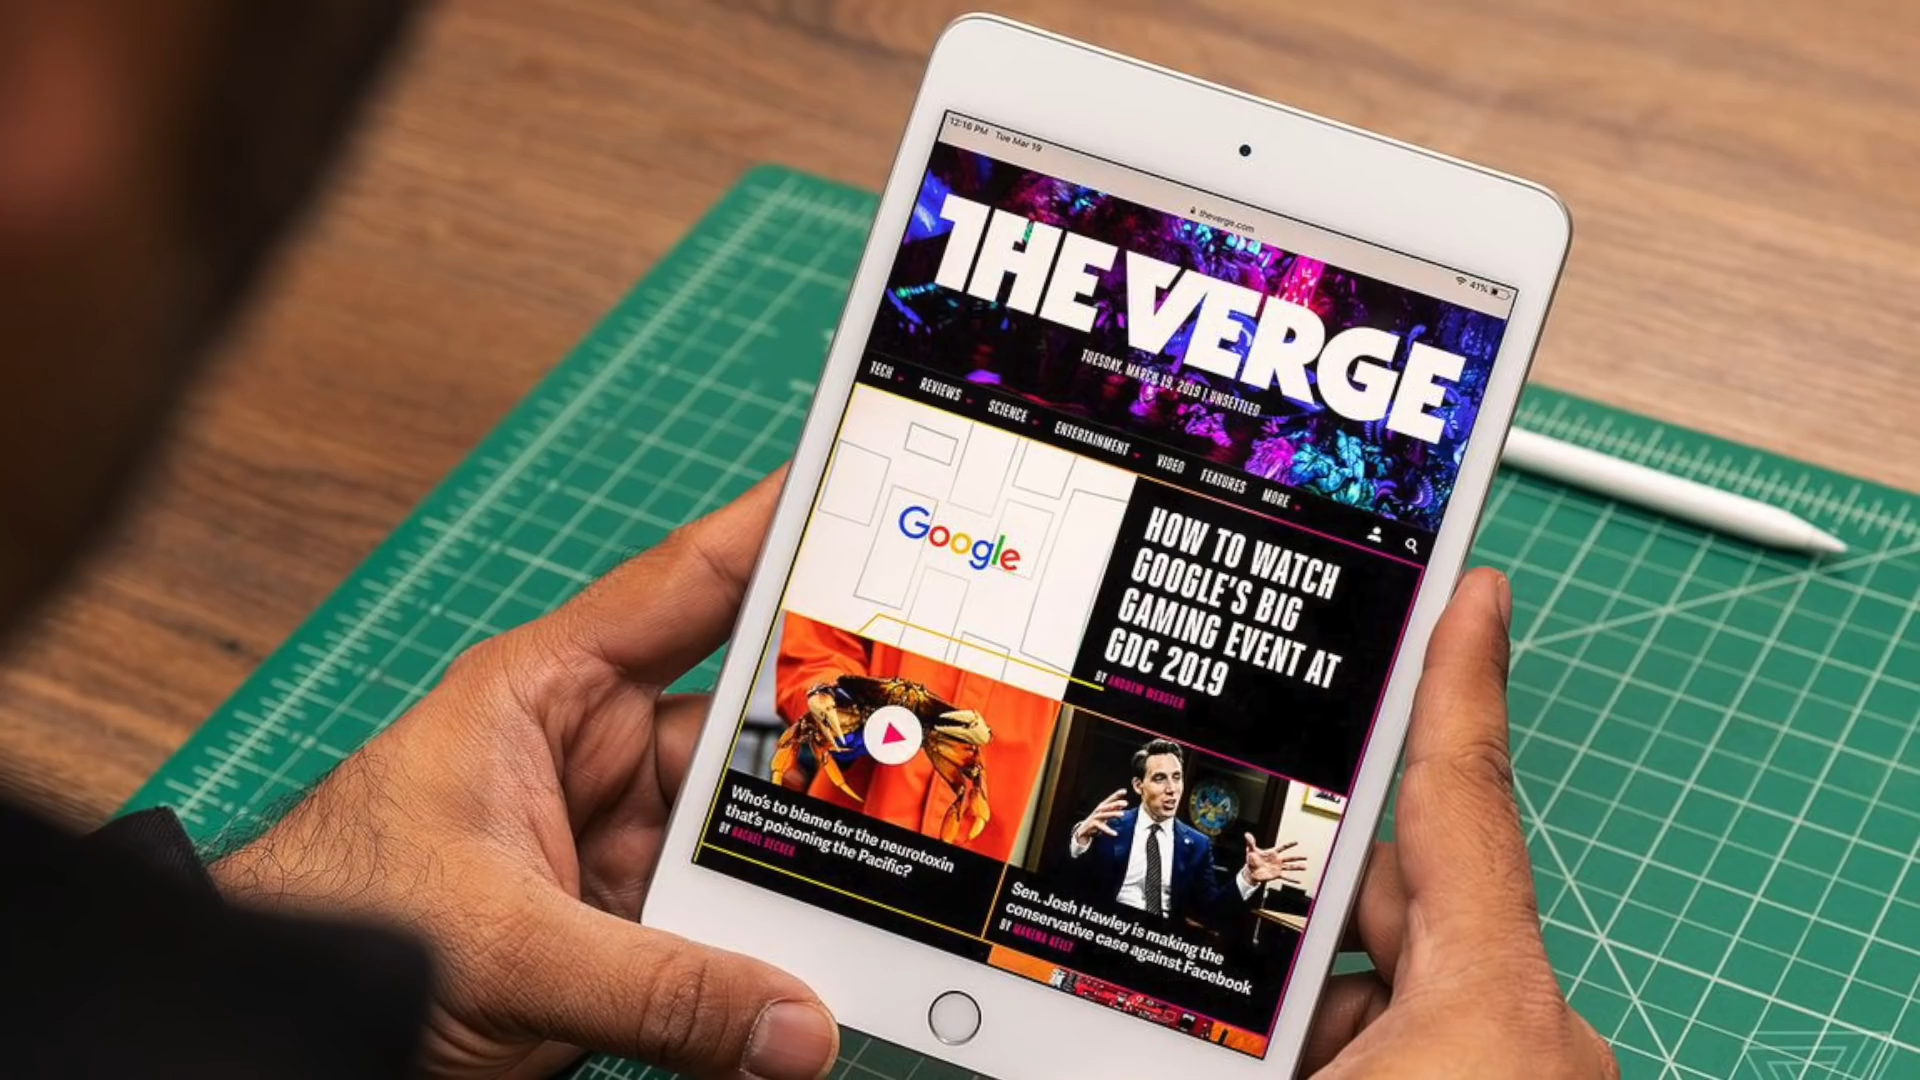 12:16 PM Tue Mar 19
theverge.com
41%
THE VERGE
TUESDAY, MARCH 19, 2019 | UNSETTLED
TECH REVIEWS SCIENCE ENTERTAINMENT VIDEO FEATURES MORE
Google
HOW TO WATCH
GOOGLE'S BIG
GAMING EVENT AT
GDC 2019
BY ANDREW WEBSTER
Who's to blame for the neurotoxin
that's poisoning the Pacific?
BY RACHEL BECKER
Sen. Josh Hawley is making the
conservative case against Facebook
BY MAKENA KELLY